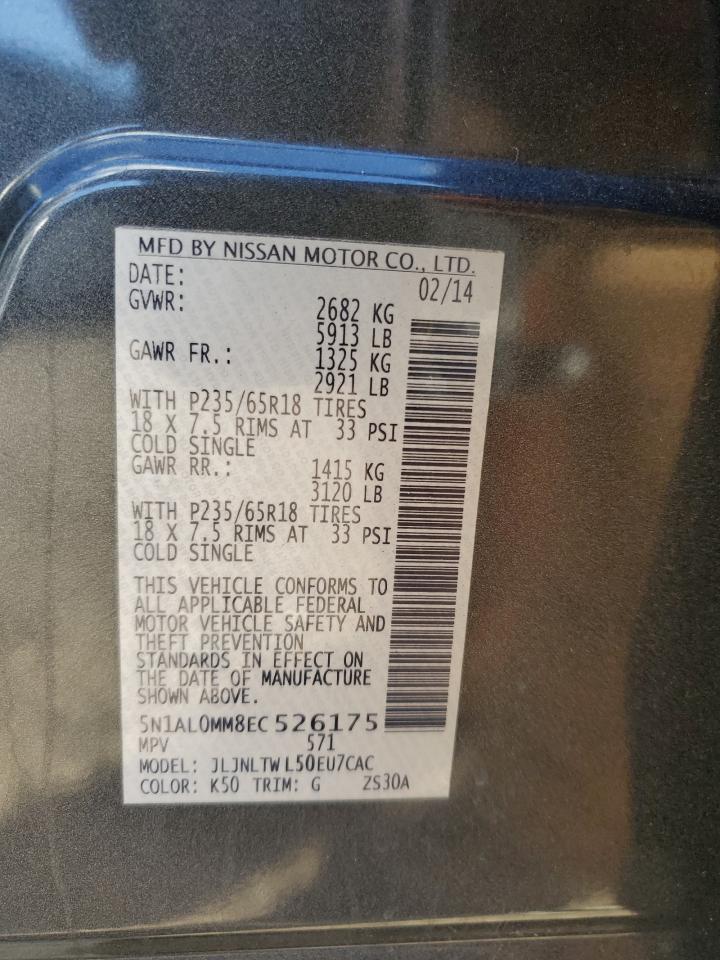 MFD BY NISSAN MOTOR CO., LTD.
DATE: 02/14
GVWR: 2682 KG
5913 LB
GAWR FR.: 1325 KG
2921 LB
WITH P235/65R18 TIRES
18 X 7.5 RIMS AT 33 PSI
COLD SINGLE
GAWR RR.: 1415 KG
3120 LB
WITH P235/65R18 TIRES
18 X 7.5 RIMS AT 33 PSI
COLD SINGLE
THIS VEHICLE CONFORMS TO
ALL APPLICABLE FEDERAL
MOTOR VEHICLE SAFETY AND
THEFT PREVENTION
STANDARDS IN EFFECT ON
THE DATE OF MANUFACTURE
SHOWN ABOVE.
5N1AL0MM8EC526175
MPV 571
MODEL: JLJNLTWL50EU7CAC
COLOR: K50 TRIM: G ZS30A